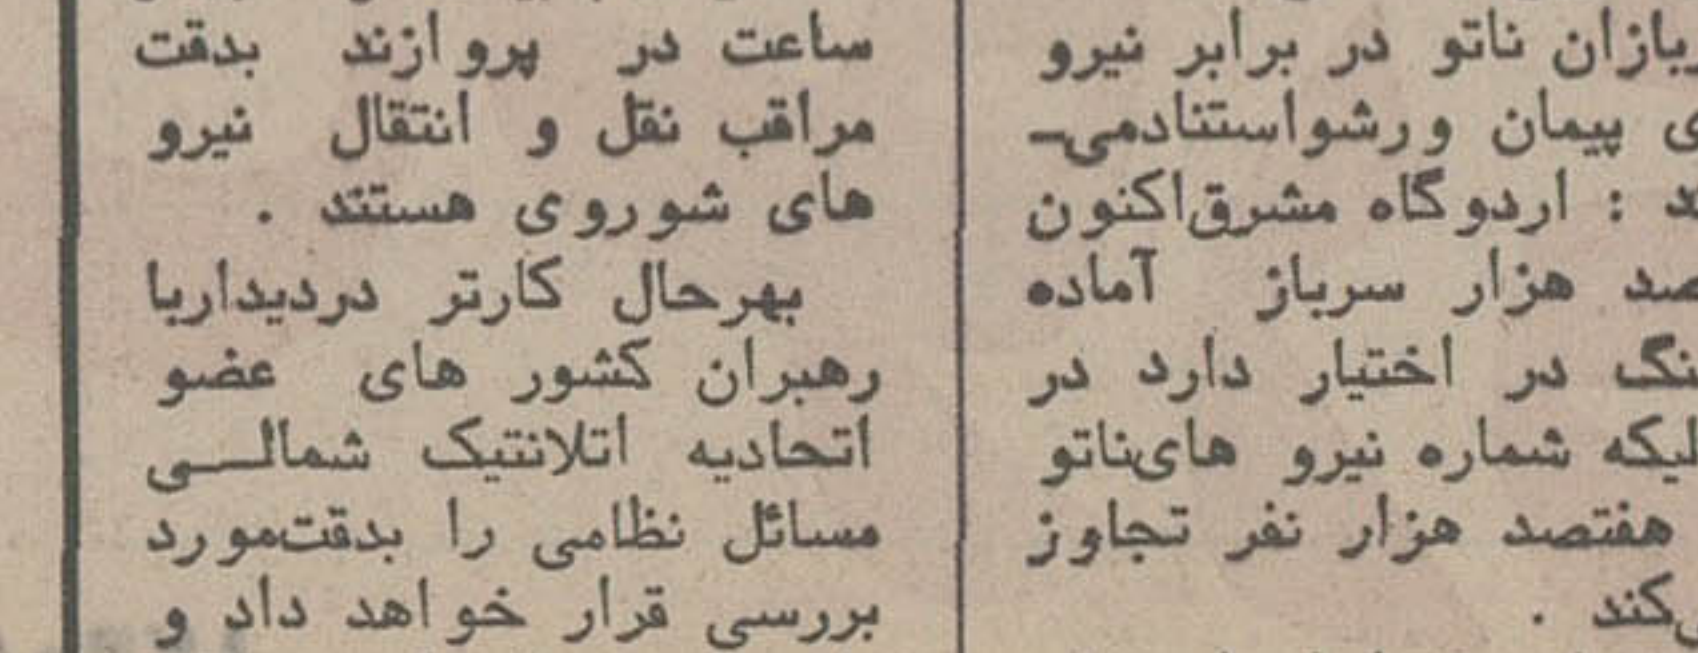 ربازان ناتو در برابر نیرو
ی پیمان ورشواستنادمی‌ـ
ند : اردوگاه مشرق‌اکنون
صد هزار سرباز آماده
نگ در اختیار دارد در
لیکه شماره نیرو های‌ناتو
هفتصد هزار نفر تجاوز
ی‌کند .
ساعت در پروازند بدقت
مراقب نقل و انتقال نیرو
های شوروی هستند .
بهرحال کارتر دردیداربا
رهبران کشور های عضو
اتحادیه اتلانتیک شمالـــی
مسائل نظامی را بدقت‌مورد
بررسی قرار خواهد داد و